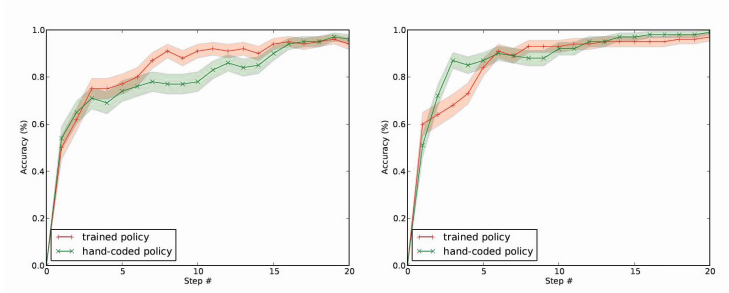 1.0
0.8
0.6
0.4
0.2
0.0
Accuracy (%)
0 5 10 15 20
Step #
trained policy
hand-coded policy
1.0
0.8
0.6
0.4
0.2
0.0
Accuracy (%)
0 5 10 15 20
Step #
trained policy
hand-coded policy